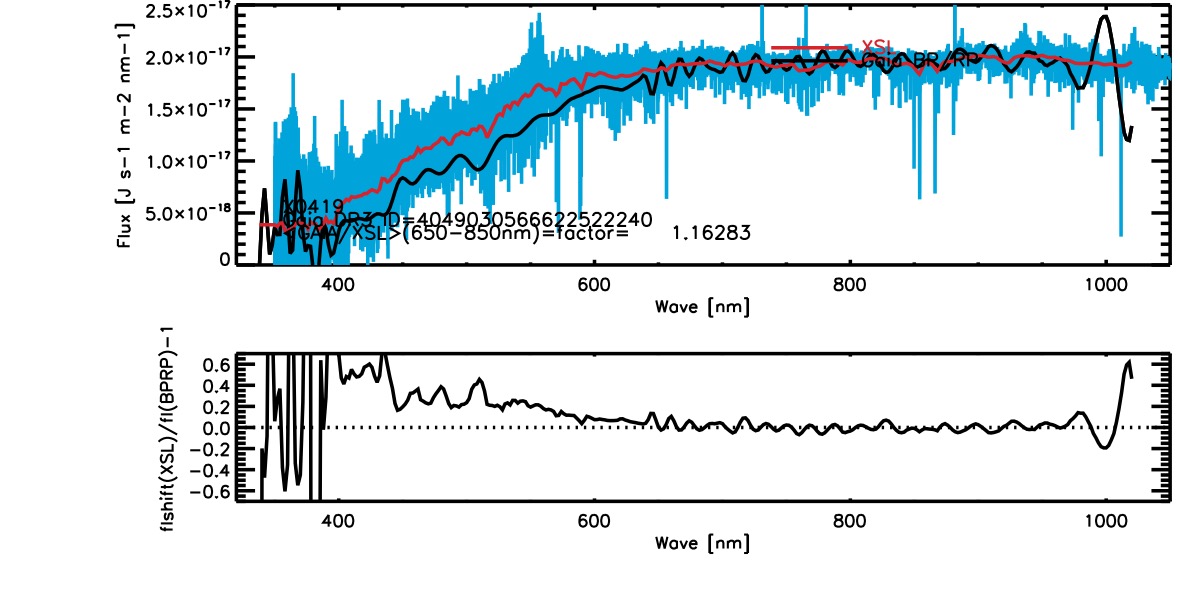 2.5×10⁻¹⁷
2.0×10⁻¹⁷
1.5×10⁻¹⁷
1.0×10⁻¹⁷
5.0×10⁻¹⁸
0
Flux [J s−1 m−2 nm−1]
XSL
Gaia BP/RP
X0419
Gaia DR3 ID=4049030566622522240
<GAIA/XSL>(650−850nm)=factor= 1.16283
400 600 800 1000
Wave [nm]
flshift(XSL)/fl(BPRP)−1
0.6
0.4
0.2
0.0
−0.2
−0.4
−0.6
400 600 800 1000
Wave [nm]